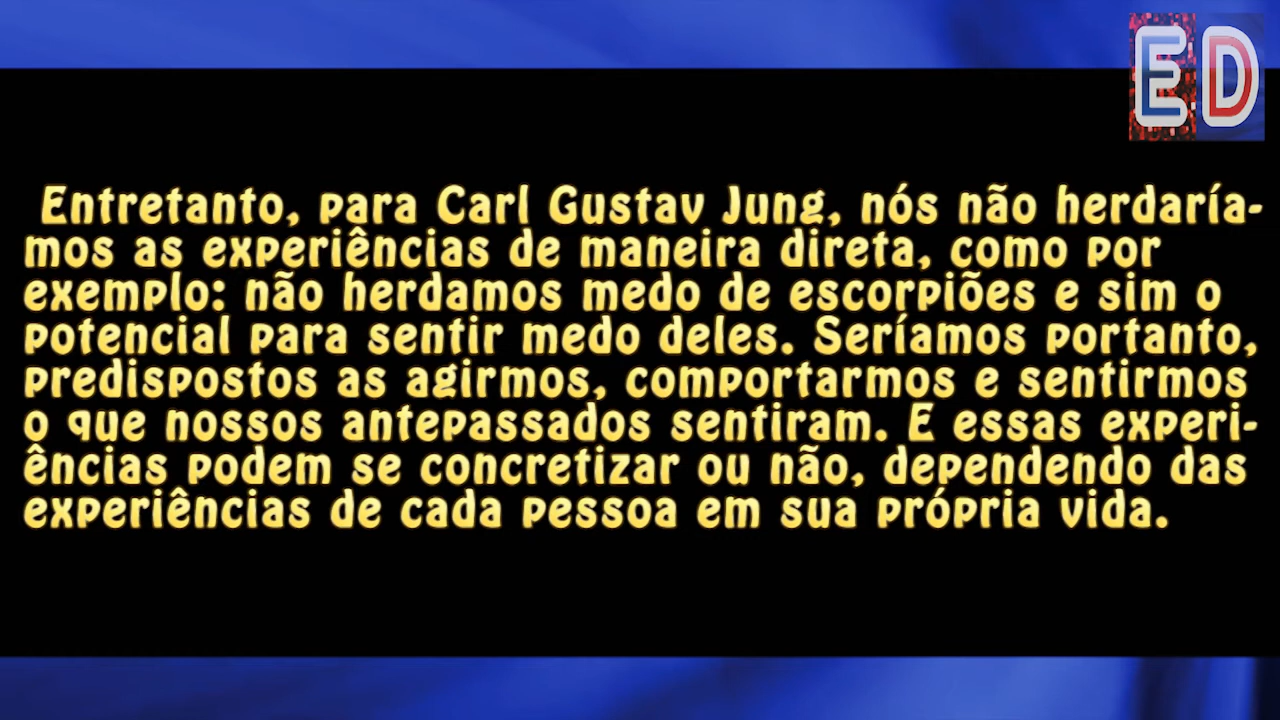 ED
Entretanto, para Carl Gustav Jung, nós não herdaría-
mos as experiências de maneira direta, como por
exemplo: não herdamos medo de escorpiões e sim o
potencial para sentir medo deles. Seríamos portanto,
predispostos as agirmos, comportarmos e sentirmos
o que nossos antepassados sentiram. E essas experi-
ências podem se concretizar ou não, dependendo das
experiências de cada pessoa em sua própria vida.